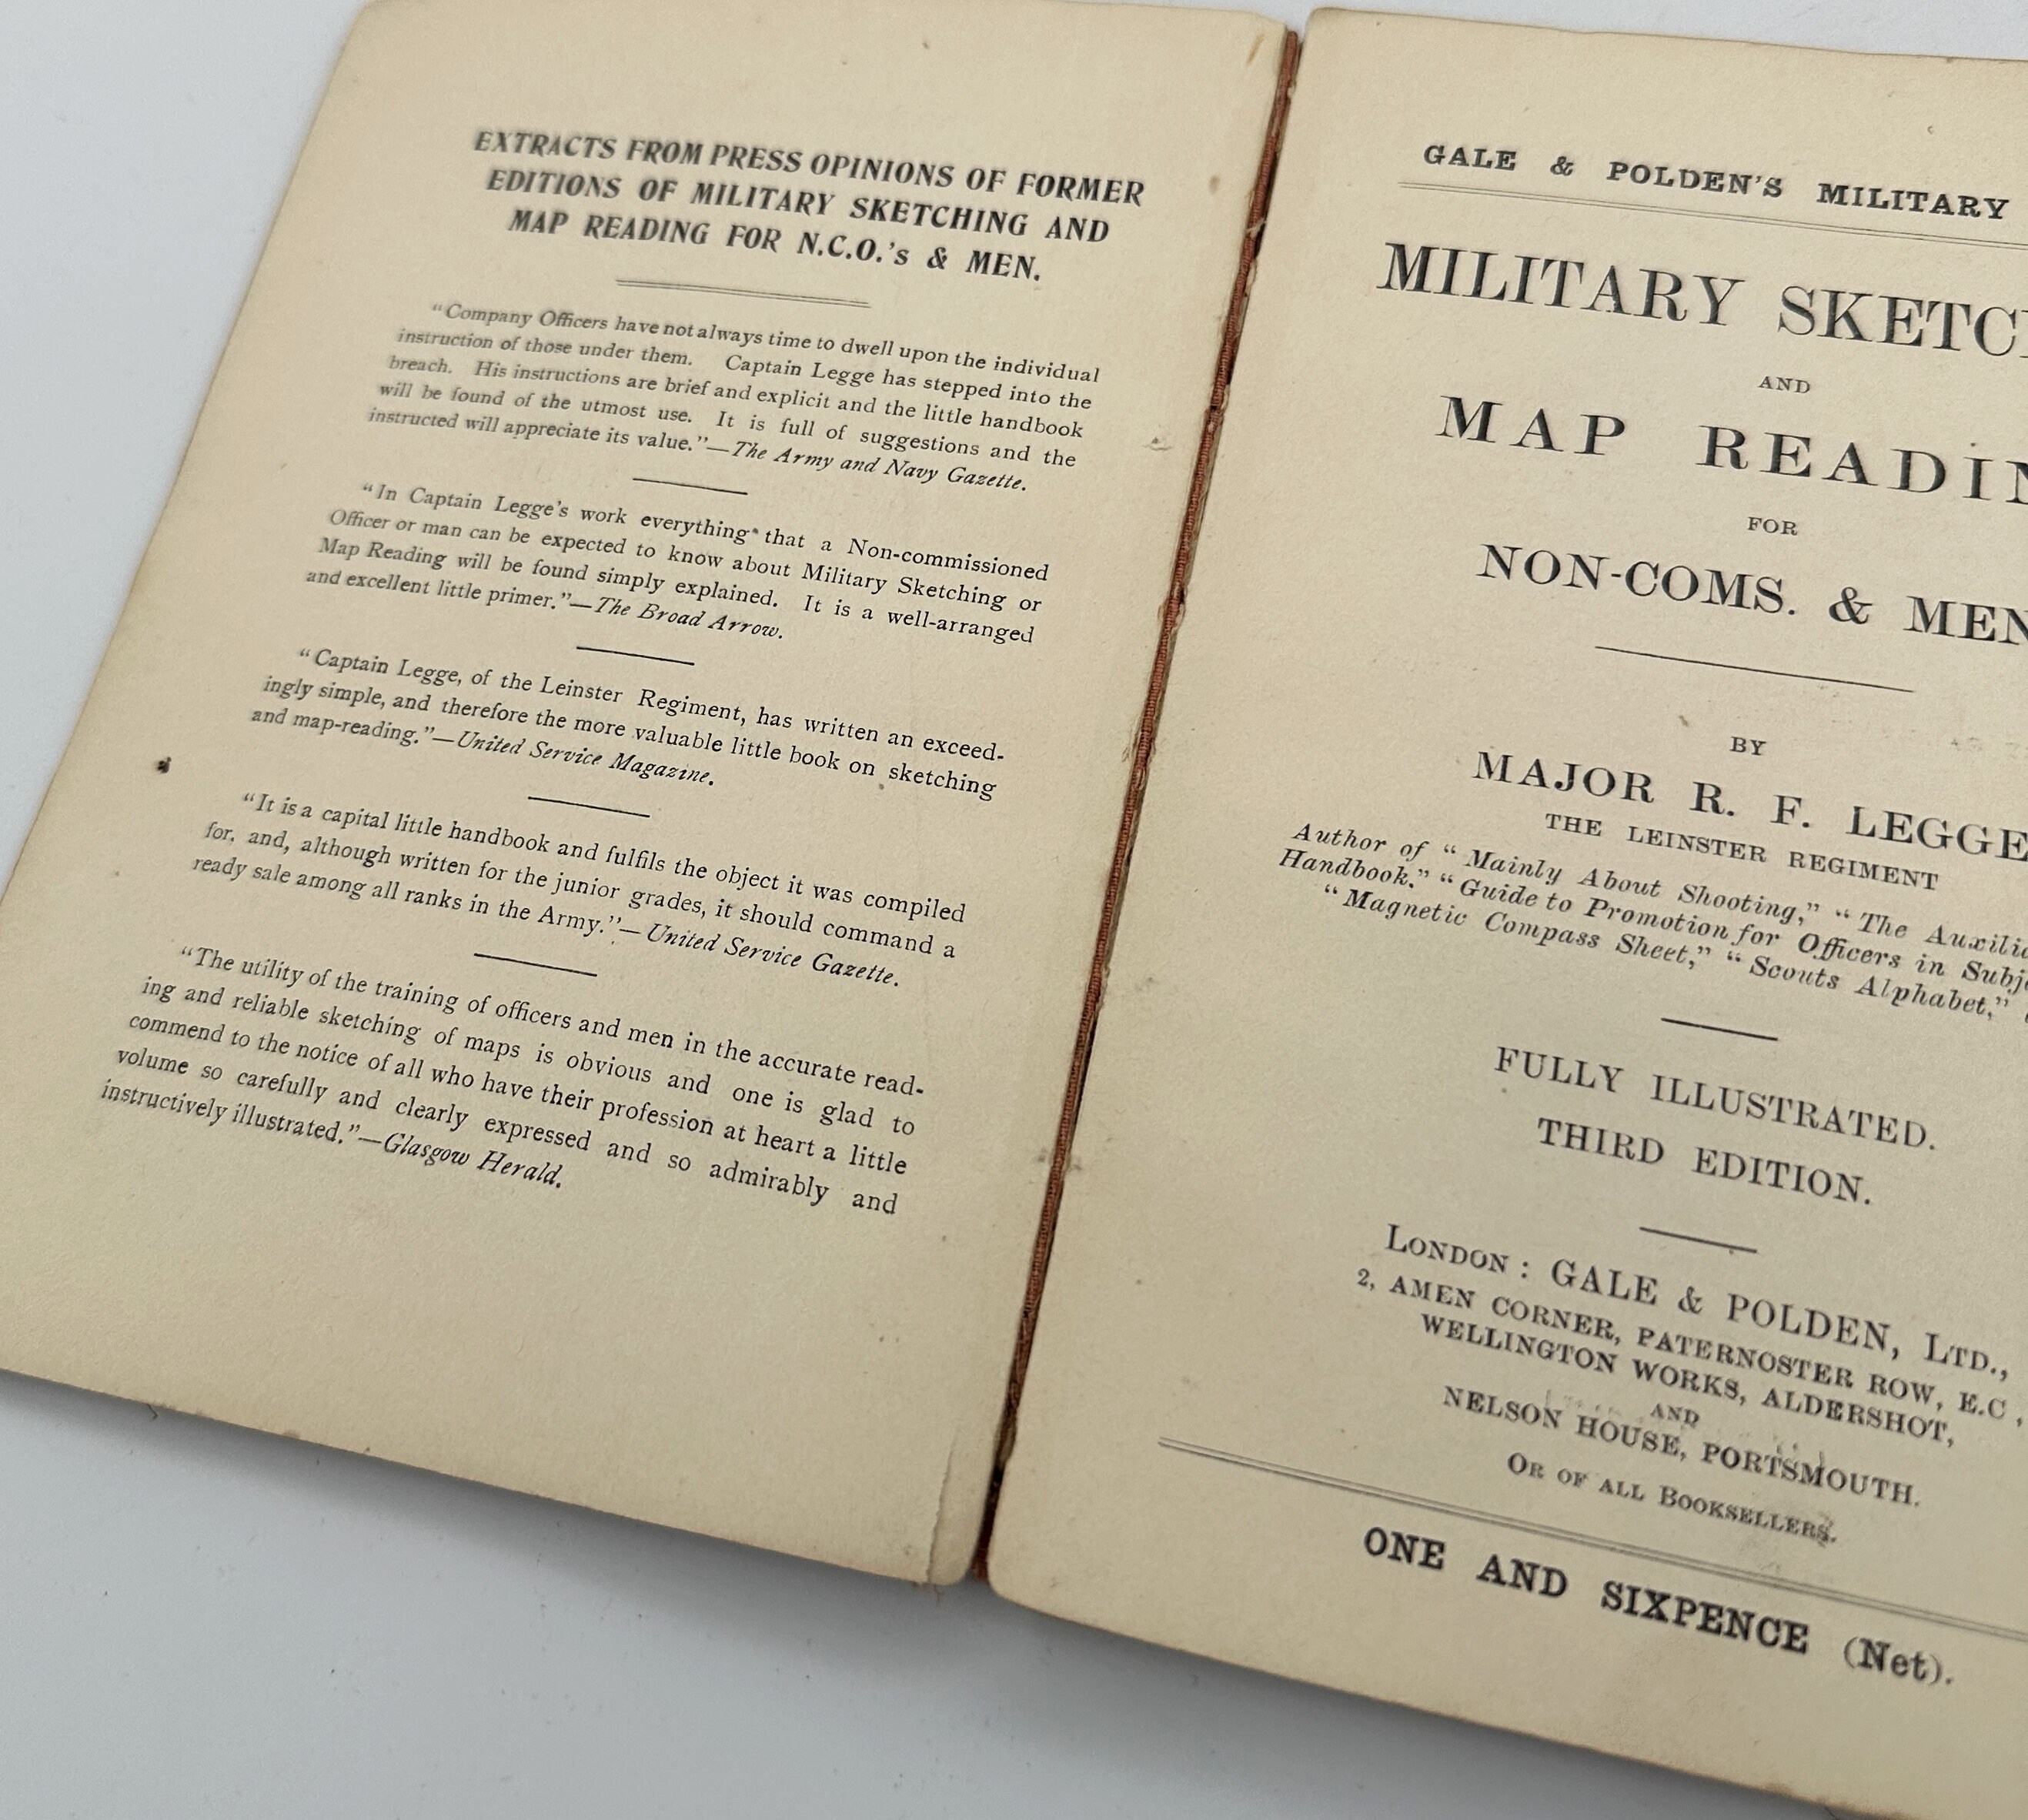 EXTRACTS FROM PRESS OPINIONS OF FORMER
EDITIONS OF MILITARY SKETCHING AND
MAP READING FOR N.C.O.'s & MEN.
"Company Officers have not always time to dwell upon the individual
instruction of those under them. Captain Legge has stepped into the
breach. His instructions are brief and explicit and the little handbook
will be found of the utmost use. It is full of suggestions and the
instructed will appreciate its value."—The Army and Navy Gazette.
"In Captain Legge's work everything that a Non-commissioned
Officer or man can be expected to know about Military Sketching or
Map Reading will be found simply explained. It is a well-arranged
and excellent little primer."—The Broad Arrow.
"Captain Legge, of the Leinster Regiment, has written an exceed-
ingly simple, and therefore the more valuable little book on sketching
and map-reading."—United Service Magazine.
"It is a capital little handbook and fulfils the object it was compiled
for, and, although written for the junior grades, it should command a
ready sale among all ranks in the Army."—United Service Gazette.
"The utility of the training of officers and men in the accurate read-
ing and reliable sketching of maps is obvious and one is glad to
commend to the notice of all who have their profession at heart a little
volume so carefully and clearly expressed and so admirably and
instructively illustrated."—Glasgow Herald.
GALE & POLDEN'S MILITARY
MILITARY SKETC
AND
MAP READIN
FOR
NON-COMS. & MEN
BY
MAJOR R. F. LEGGE
THE LEINSTER REGIMENT
Author of "Mainly About Shooting," "The Auxilia
Handbook." "Guide to Promotion for Officers in Subj
"Magnetic Compass Sheet," "Scouts Alphabet,"
FULLY ILLUSTRATED.
THIRD EDITION.
LONDON: GALE & POLDEN, LTD.,
2, AMEN CORNER, PATERNOSTER ROW, E.C.,
WELLINGTON WORKS, ALDERSHOT,
AND
NELSON HOUSE, PORTSMOUTH.
OR OF ALL BOOKSELLERS.
ONE AND SIXPENCE (Net).